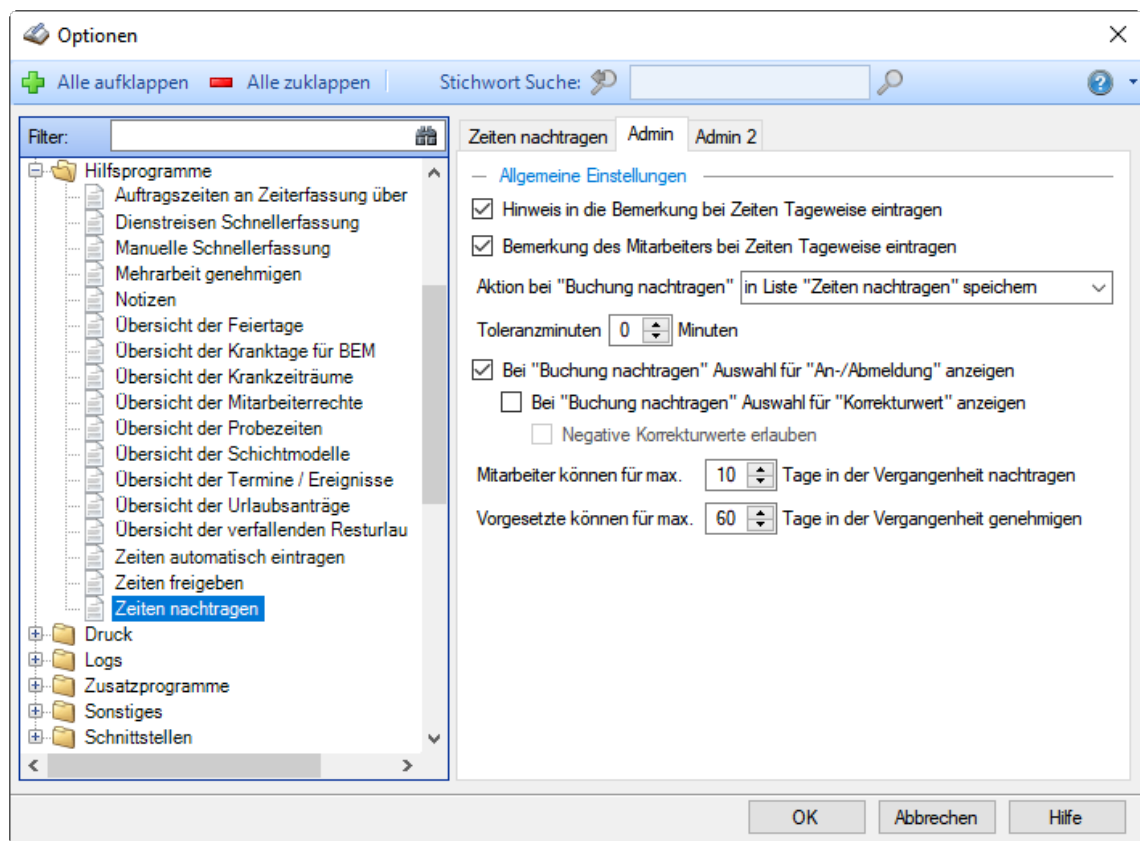 Optionen
Alle aufklappen Alle zuklappen Stichwort Suche:
Filter:
Hilfsprogramme
Auftragszeiten an Zeiterfassung über
Dienstreisen Schnellerfassung
Manuelle Schnellerfassung
Mehrarbeit genehmigen
Notizen
Übersicht der Feiertage
Übersicht der Kranktage für BEM
Übersicht der Krankzeiträume
Übersicht der Mitarbeiterrechte
Übersicht der Probezeiten
Übersicht der Schichtmodelle
Übersicht der Termine / Ereignisse
Übersicht der Urlaubsanträge
Übersicht der verfallenden Resturlau
Zeiten automatisch eintragen
Zeiten freigeben
Zeiten nachtragen
Druck
Logs
Zusatzprogramme
Sonstiges
Schnittstellen
Zeiten nachtragen Admin Admin 2
Allgemeine Einstellungen
Hinweis in die Bemerkung bei Zeiten Tageweise eintragen
Bemerkung des Mitarbeiters bei Zeiten Tageweise eintragen
Aktion bei "Buchung nachtragen" in Liste "Zeiten nachtragen" speichern
Toleranzminuten 0 Minuten
Bei "Buchung nachtragen" Auswahl für "An-/Abmeldung" anzeigen
Bei "Buchung nachtragen" Auswahl für "Korrekturwert" anzeigen
Negative Korrekturwerte erlauben
Mitarbeiter können für max. 10 Tage in der Vergangenheit nachtragen
Vorgesetzte können für max. 60 Tage in der Vergangenheit genehmigen
OK Abbrechen Hilfe